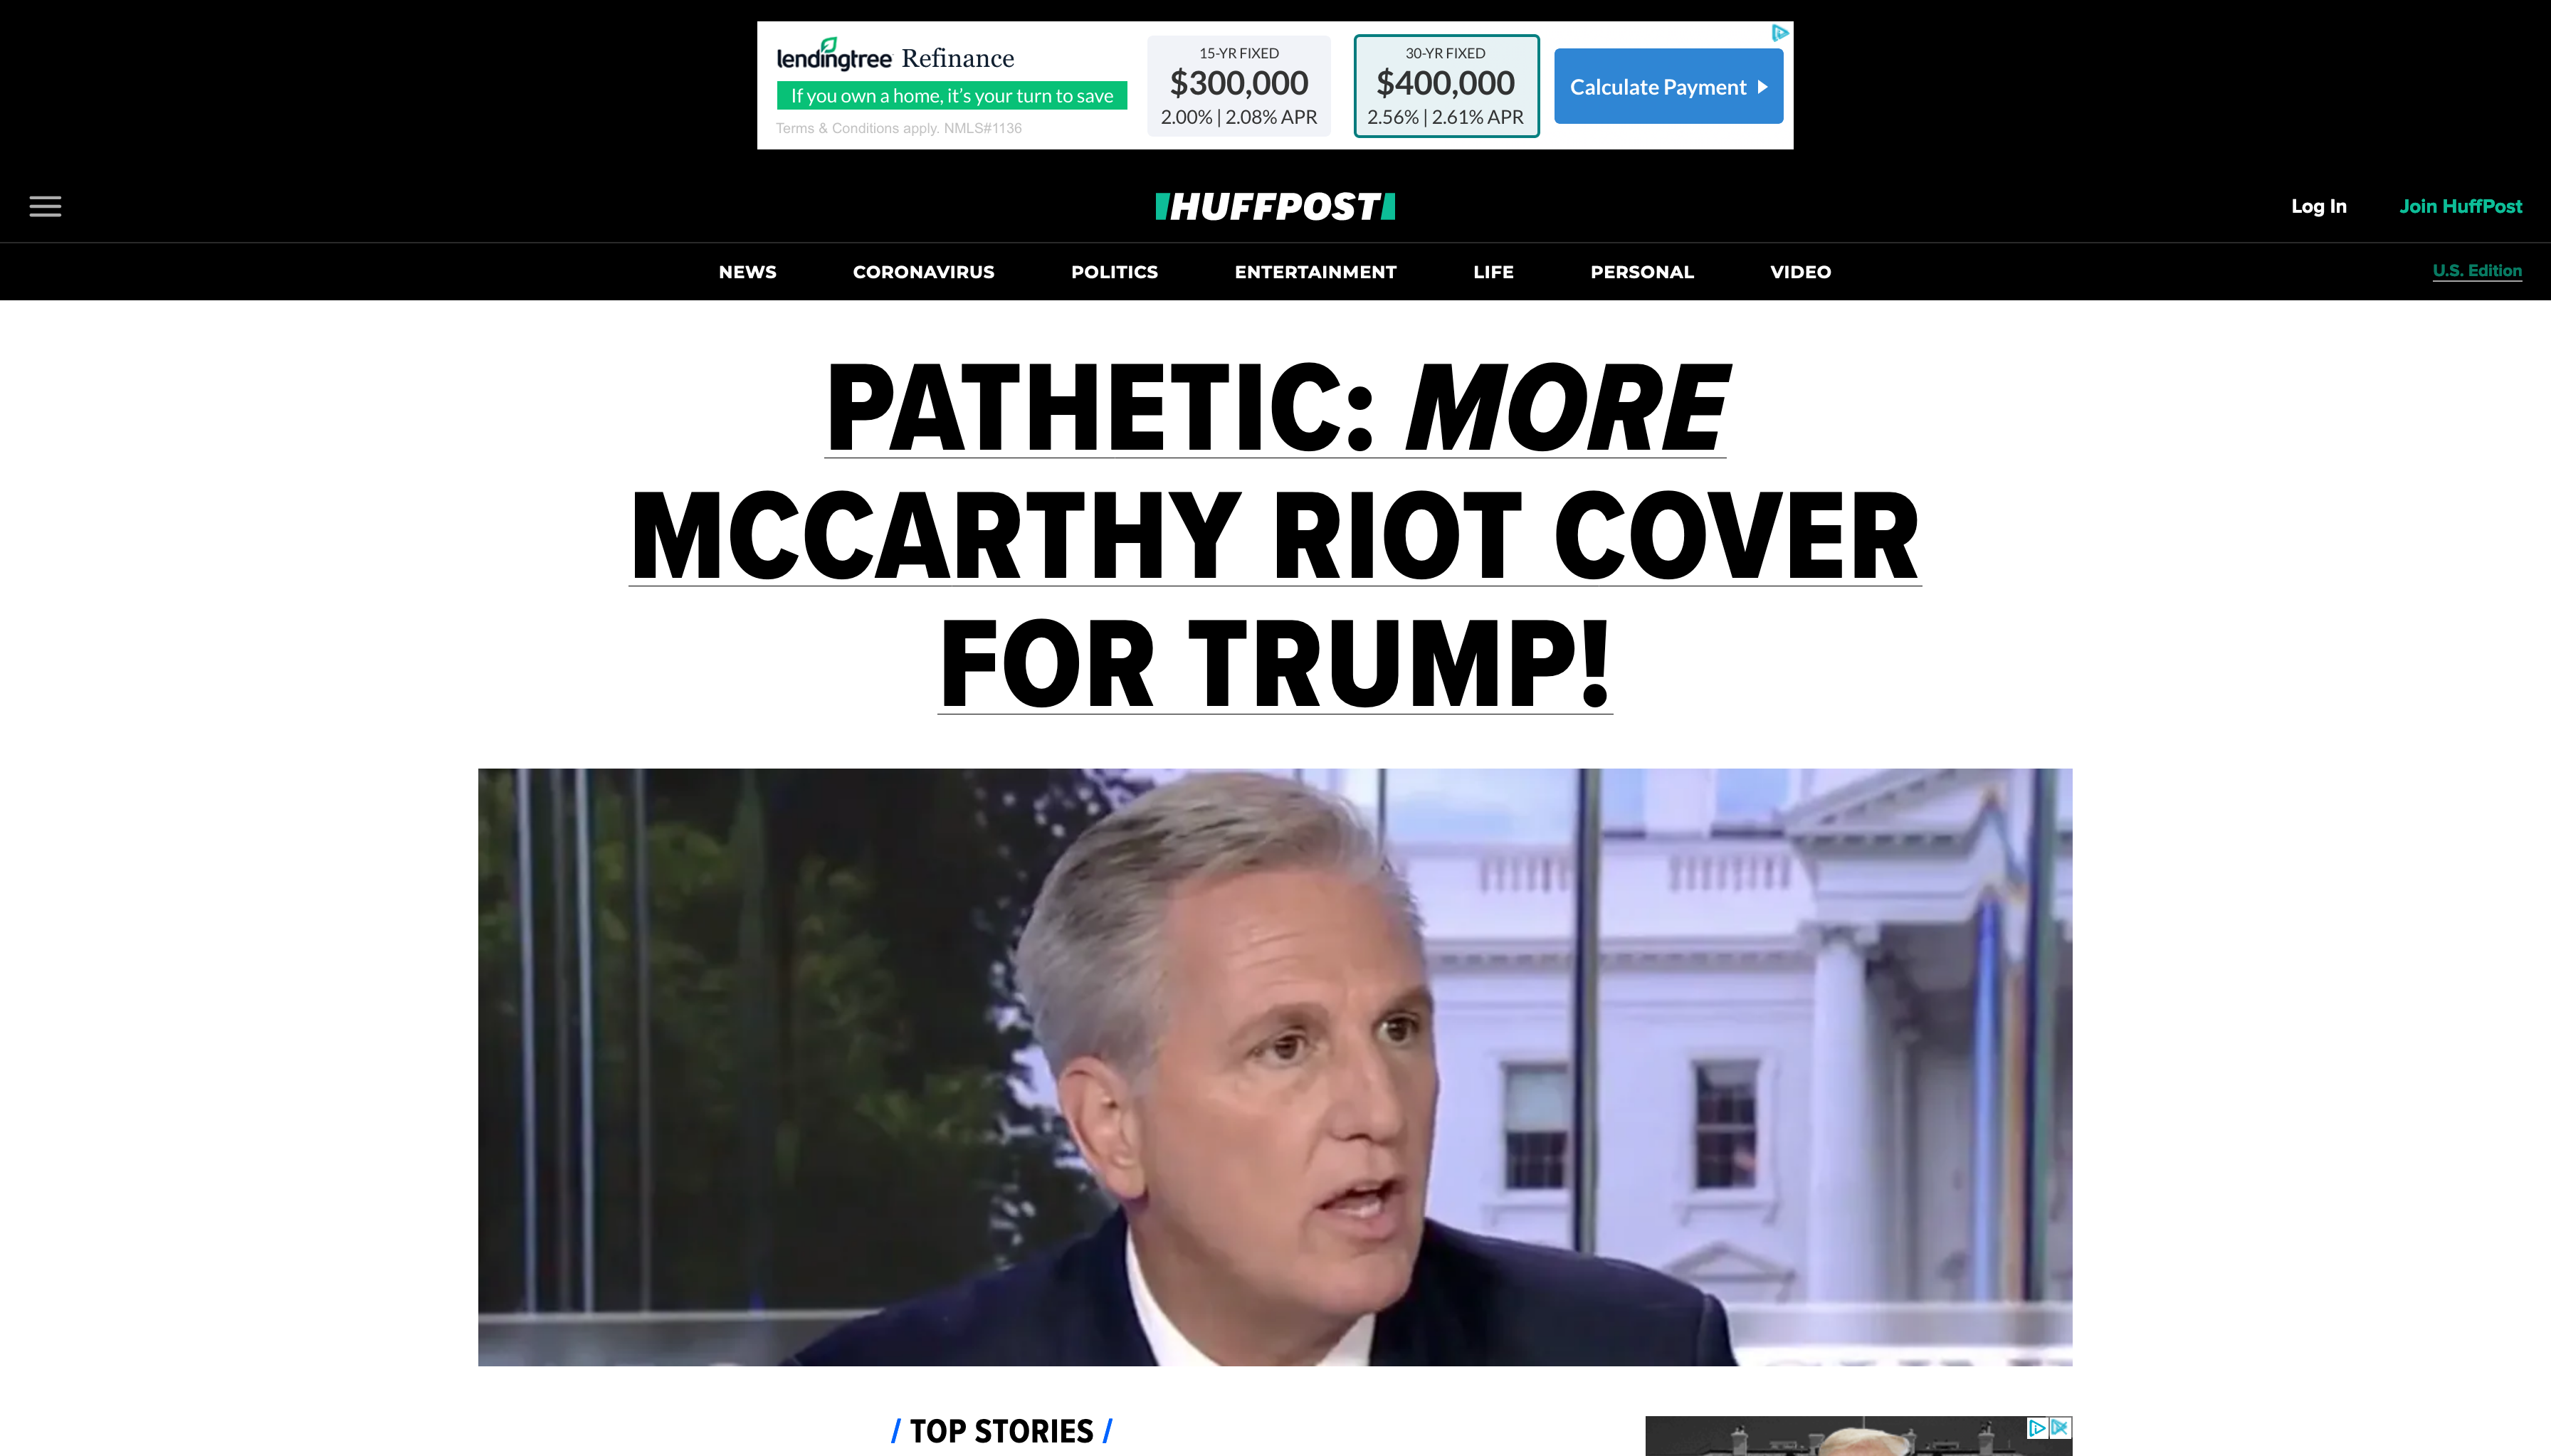 lendingtree Refinance
If you own a home, it's your turn to save
Terms & Conditions apply. NMLS#1136
15-YR FIXED
$300,000
2.00% | 2.08% APR
30-YR FIXED
$400,000
2.56% | 2.61% APR
Calculate Payment
HUFFPOST
Log In
Join HuffPost
NEWS
CORONAVIRUS
POLITICS
ENTERTAINMENT
LIFE
PERSONAL
VIDEO
U.S. Edition
PATHETIC: MORE
MCCARTHY RIOT COVER
FOR TRUMP!
/ TOP STORIES /